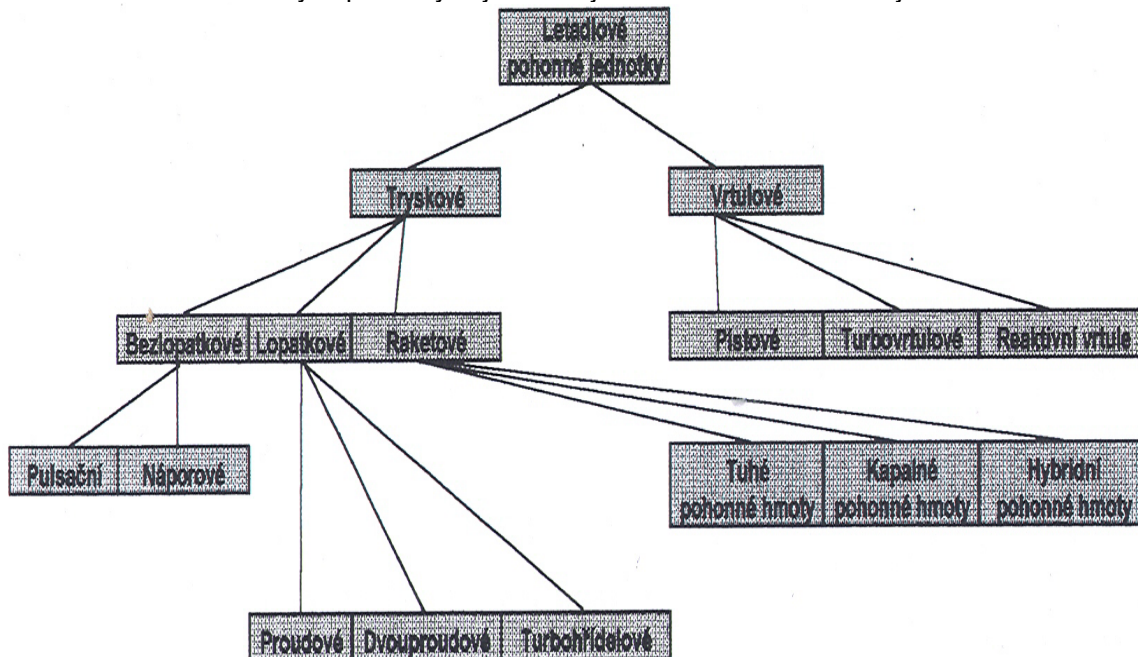 Letadlové
pohonné jednotky
Tryskové
Vrtulové
Bezlopatkové Lopatkové Raketové
Pístové Turbovrtulové Reaktivní vrtule
Pulsační Náporové
Tuhé Kapalné Hybridní
pohonné hmoty pohonné hmoty pohonné hmoty
Proudové Dvouproudové Turbohřídelové